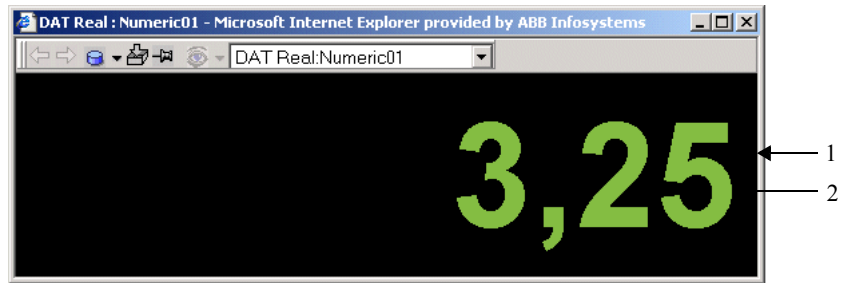 DAT Real : Numeric01 - Microsoft Internet Explorer provided by ABB Infosystems
DAT Real:Numeric01
3,25
1
2